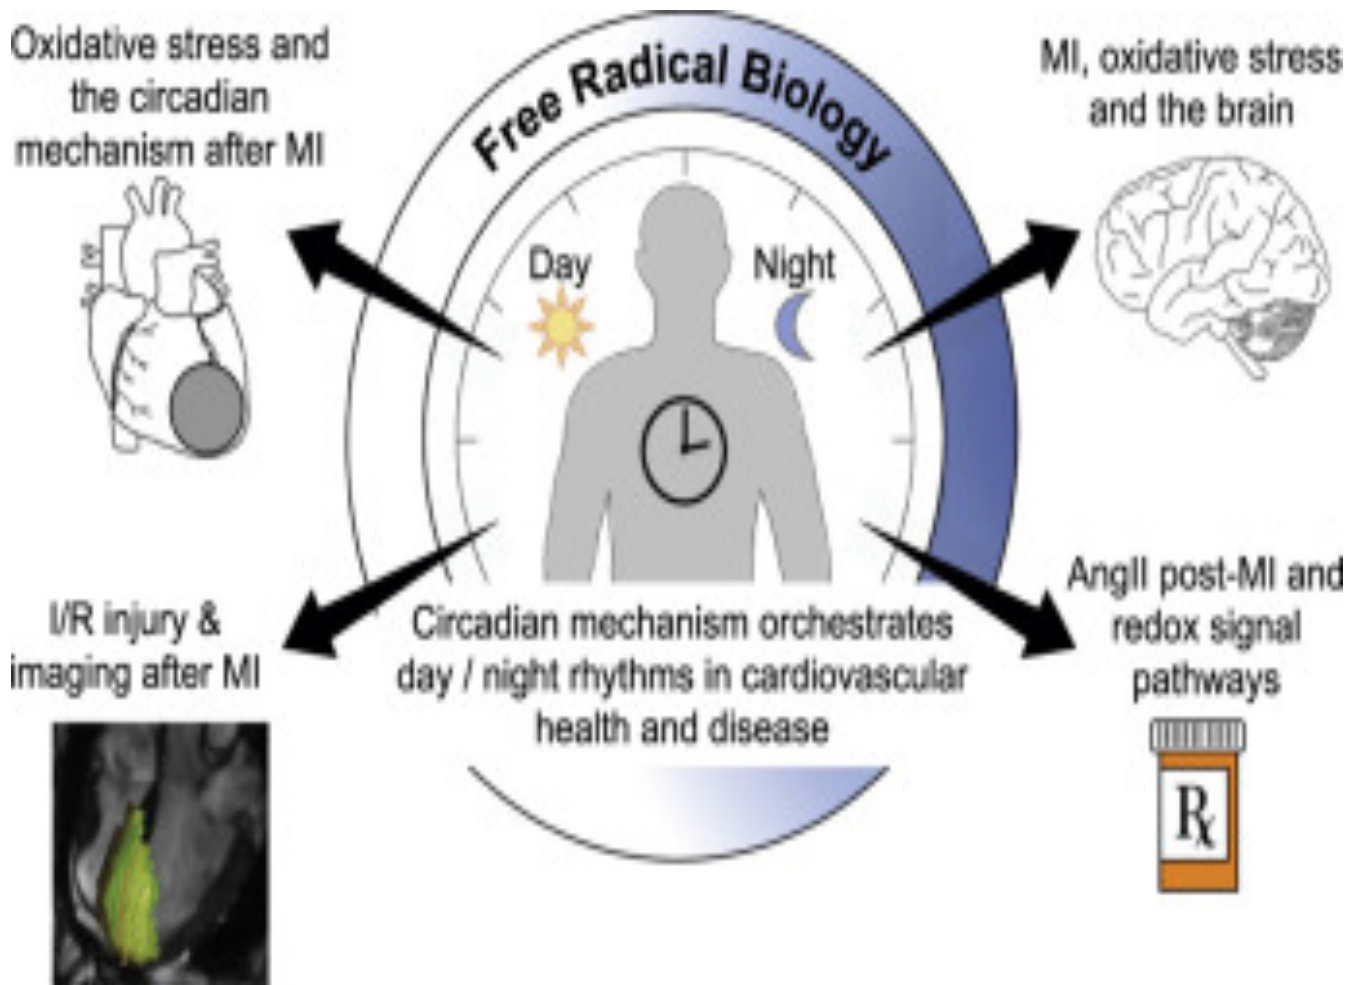 Oxidative stress and
the circadian
mechanism after MI
Free Radical Biology
MI, oxidative stress
and the brain
Day
Night
I/R injury &
imaging after MI
Circadian mechanism orchestrates
day / night rhythms in cardiovascular
health and disease
AngII post-MI and
redox signal
pathways
Rx